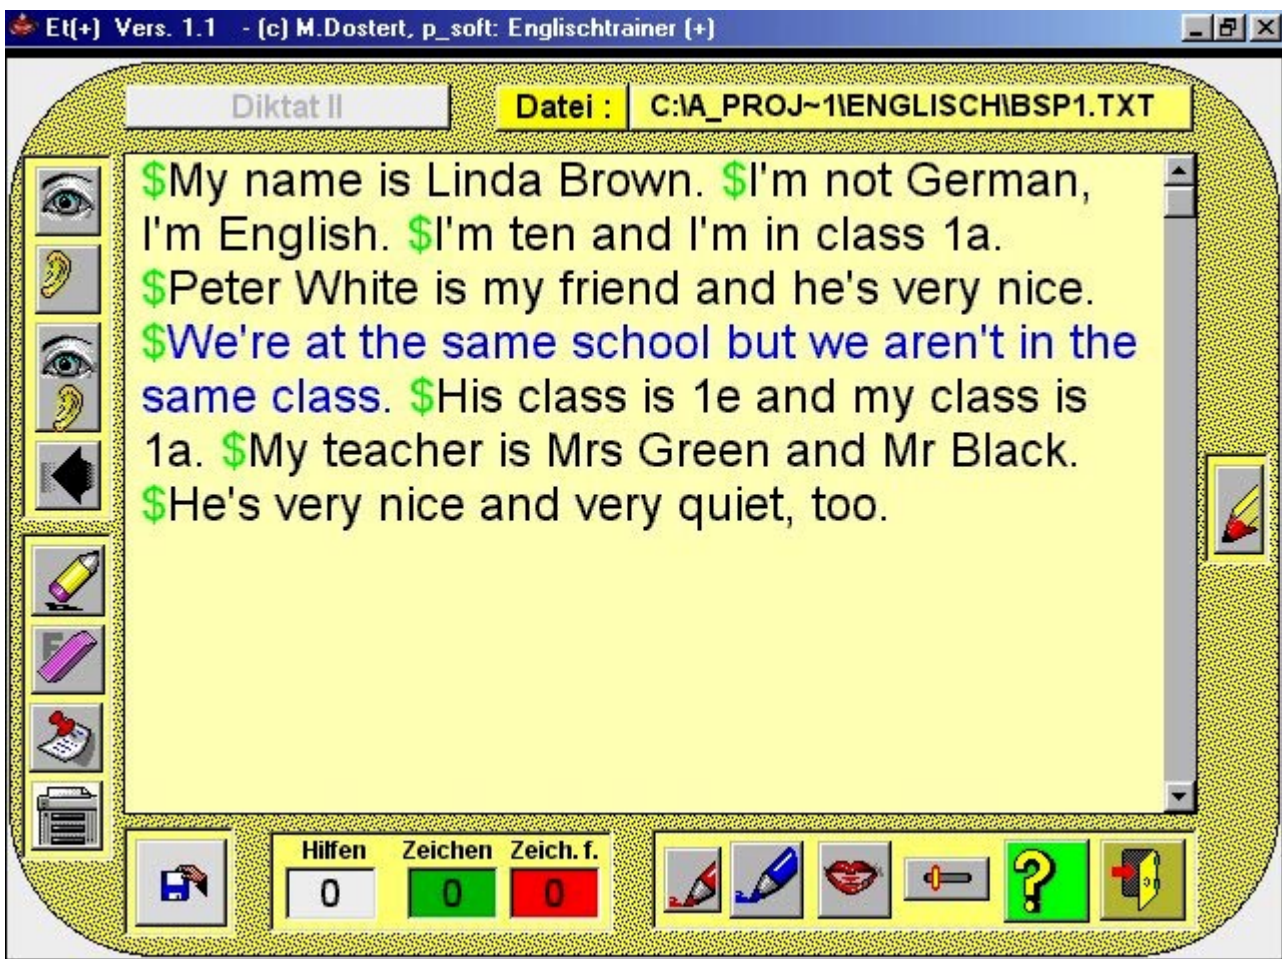 Et(+) Vers. 1.1 - (c) M.Dostert, p_soft: Englischtrainer (+)
Diktat II
Datei : C:\A_PROJ~1\ENGLISCH\BSP1.TXT
$My name is Linda Brown. $I'm not German,
I'm English. $I'm ten and I'm in class 1a.
$Peter White is my friend and he's very nice.
$We're at the same school but we aren't in the
same class. $His class is 1e and my class is
1a. $My teacher is Mrs Green and Mr Black.
$He's very nice and very quiet, too.
F
Hilfen Zeichen Zeich. f.
0 0 0
?